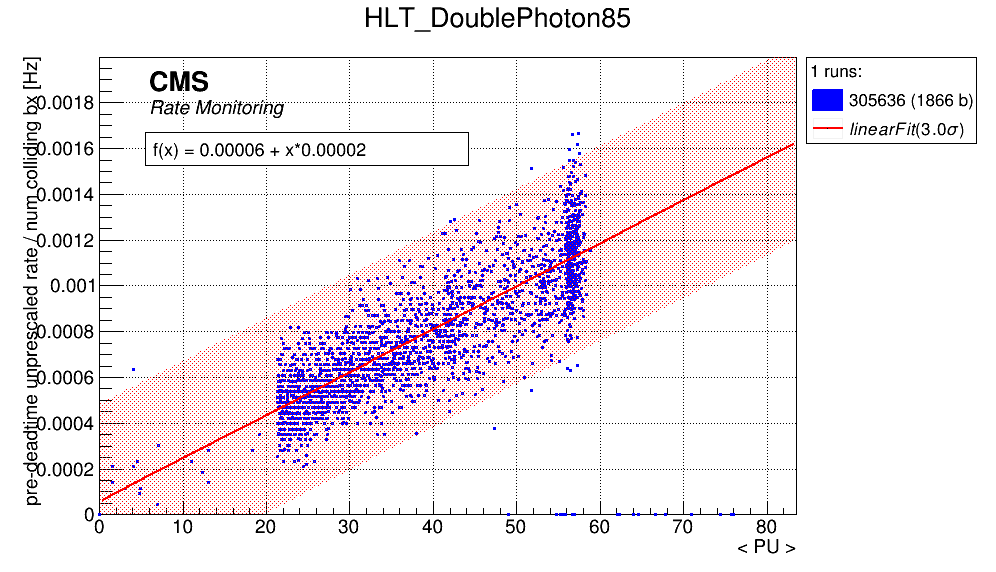 HLT_DoublePhoton85
pre-deadtime unprescaled rate / num colliding bx [Hz]
CMS
Rate Monitoring
f(x) = 0.00006 + x*0.00002
1 runs:
305636 (1866 b)
linearFit(3.0σ)
0.0018
0.0016
0.0014
0.0012
0.001
0.0008
0.0006
0.0004
0.0002
0
0 10 20 30 40 50 60 70 80
< PU >